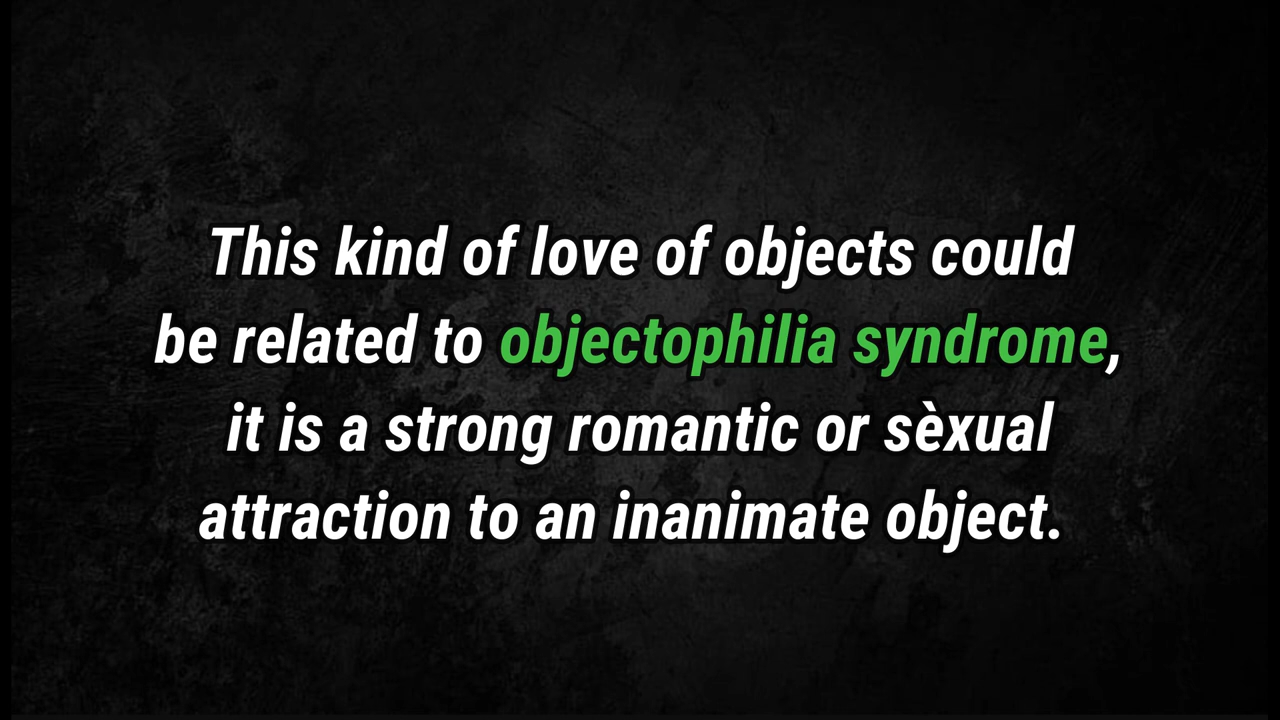 This kind of love of objects could
be related to objectophilia syndrome,
it is a strong romantic or sèxual
attraction to an inanimate object.